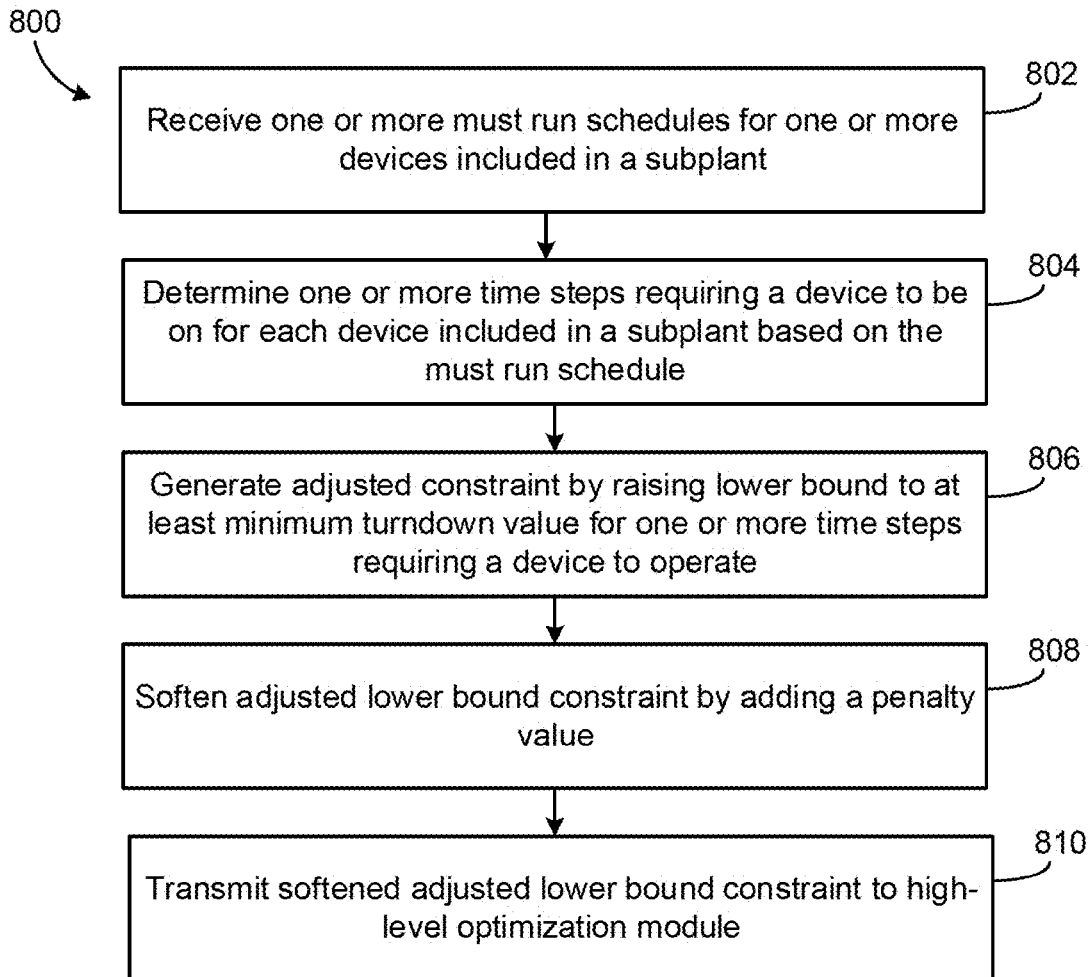 800
802
Receive one or more must run schedules for one or more
devices included in a subplant
804
Determine one or more time steps requiring a device to be
on for each device included in a subplant based on the
must run schedule
806
Generate adjusted constraint by raising lower bound to at
least minimum turndown value for one or more time steps
requiring a device to operate
808
Soften adjusted lower bound constraint by adding a penalty
value
810
Transmit softened adjusted lower bound constraint to high-
level optimization module